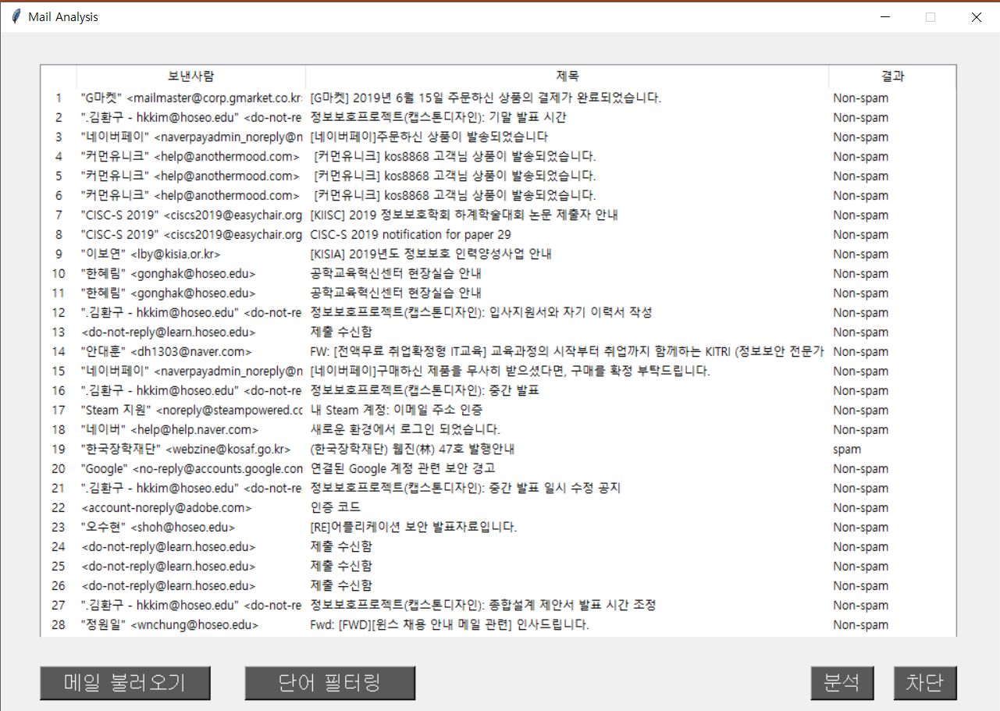 Mail Analysis
보낸사람 제목 결과
1 "G마켓" <mailmaster@corp.gmarket.co.kr: [G마켓] 2019년 6월 15일 주문하신 상품의 결제가 완료되었습니다. Non-spam
2 ".김환구 - hkkim@hoseo.edu" <do-not-re 정보보호프로젝트(캡스톤디자인): 기말 발표 시간 Non-spam
3 "네이버페이" <naverpayadmin_noreply@n [네이버페이]주문하신 상품이 발송되었습니다 Non-spam
4 "커먼유니크" <help@anothermood.com> [커먼유니크] kos8868 고객님 상품이 발송되었습니다. Non-spam
5 "커먼유니크" <help@anothermood.com> [커먼유니크] kos8868 고객님 상품이 발송되었습니다. Non-spam
6 "커먼유니크" <help@anothermood.com> [커먼유니크] kos8868 고객님 상품이 발송되었습니다. Non-spam
7 "CISC-S 2019" <ciscs2019@easychair.org [KIISC] 2019 정보보호학회 하계학술대회 논문 제출자 안내 Non-spam
8 "CISC-S 2019" <ciscs2019@easychair.org CISC-S 2019 notification for paper 29 Non-spam
9 "이보연" <lby@kisia.or.kr> [KISIA] 2019년도 정보보호 인력양성사업 안내 Non-spam
10 "한혜림" <gonghak@hoseo.edu> 공학교육혁신센터 현장실습 안내 Non-spam
11 "한혜림" <gonghak@hoseo.edu> 공학교육혁신센터 현장실습 안내 Non-spam
12 ".김환구 - hkkim@hoseo.edu" <do-not-re 정보보호프로젝트(캡스톤디자인): 입사지원서와 자기 이력서 작성 Non-spam
13 <do-not-reply@learn.hoseo.edu> 제출 수신함 Non-spam
14 "안대훈" <dh1303@naver.com> FW: [전액무료 취업확정형 IT교육] 교육과정의 시작부터 취업까지 함께하는 KITRI (정보보안 전문가 Non-spam
15 "네이버페이" <naverpayadmin_noreply@n [네이버페이]구매하신 제품을 무사히 받으셨다면, 구매를 확정 부탁드립니다. Non-spam
16 ".김환구 - hkkim@hoseo.edu" <do-not-re 정보보호프로젝트(캡스톤디자인): 중간 발표 Non-spam
17 "Steam 지원" <noreply@steampowered.cc 내 Steam 계정: 이메일 주소 인증 Non-spam
18 "네이버" <help@help.naver.com> 새로운 환경에서 로그인 되었습니다. Non-spam
19 "한국장학재단" <webzine@kosaf.go.kr> (한국장학재단) 웹진(林) 47호 발행안내 spam
20 "Google" <no-reply@accounts.google.con 연결된 Google 계정 관련 보안 경고 Non-spam
21 ".김환구 - hkkim@hoseo.edu" <do-not-re 정보보호프로젝트(캡스톤디자인): 중간 발표 일시 수정 공지 Non-spam
22 <account-noreply@adobe.com> 인증 코드 Non-spam
23 "오수현" <shoh@hoseo.edu> [RE]어플리케이션 보안 발표자료입니다. Non-spam
24 <do-not-reply@learn.hoseo.edu> 제출 수신함 Non-spam
25 <do-not-reply@learn.hoseo.edu> 제출 수신함 Non-spam
26 <do-not-reply@learn.hoseo.edu> 제출 수신함 Non-spam
27 ".김환구 - hkkim@hoseo.edu" <do-not-re 정보보호프로젝트(캡스톤디자인): 종합설계 제안서 발표 시간 조정 Non-spam
28 "정원일" <wnchung@hoseo.edu> Fwd: [FWD][윈스 채용 안내 메일 관련] 인사드립니다. Non-spam
메일 불러오기 단어 필터링 분석 차단